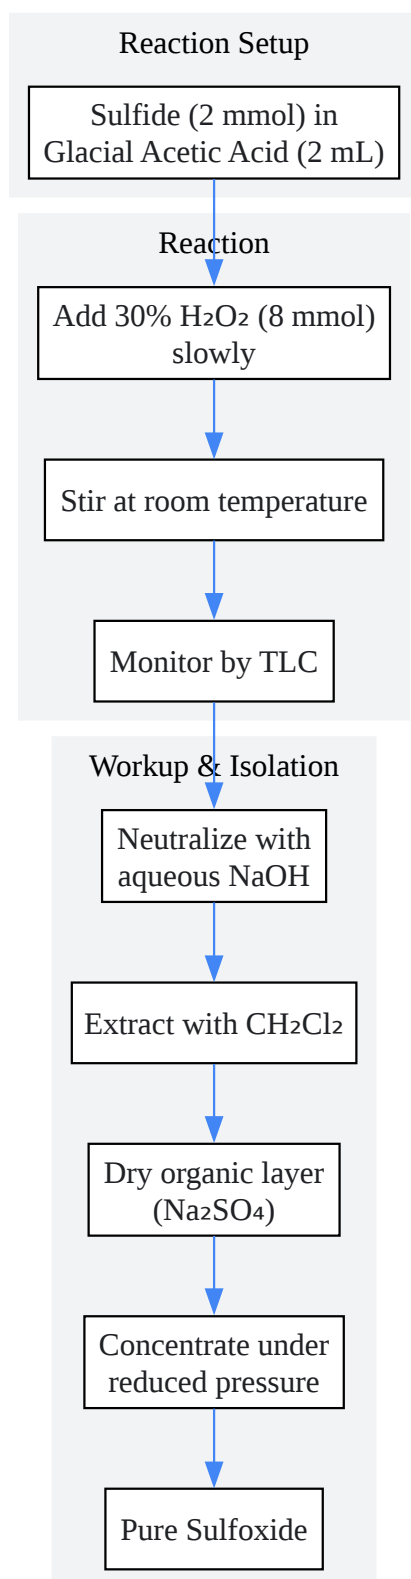 Reaction Setup
Sulfide (2 mmol) in
Glacial Acetic Acid (2 mL)
Reaction
Add 30% H₂O₂ (8 mmol)
slowly
Stir at room temperature
Monitor by TLC
Workup & Isolation
Neutralize with
aqueous NaOH
Extract with CH₂Cl₂
Dry organic layer
(Na₂SO₄)
Concentrate under
reduced pressure
Pure Sulfoxide